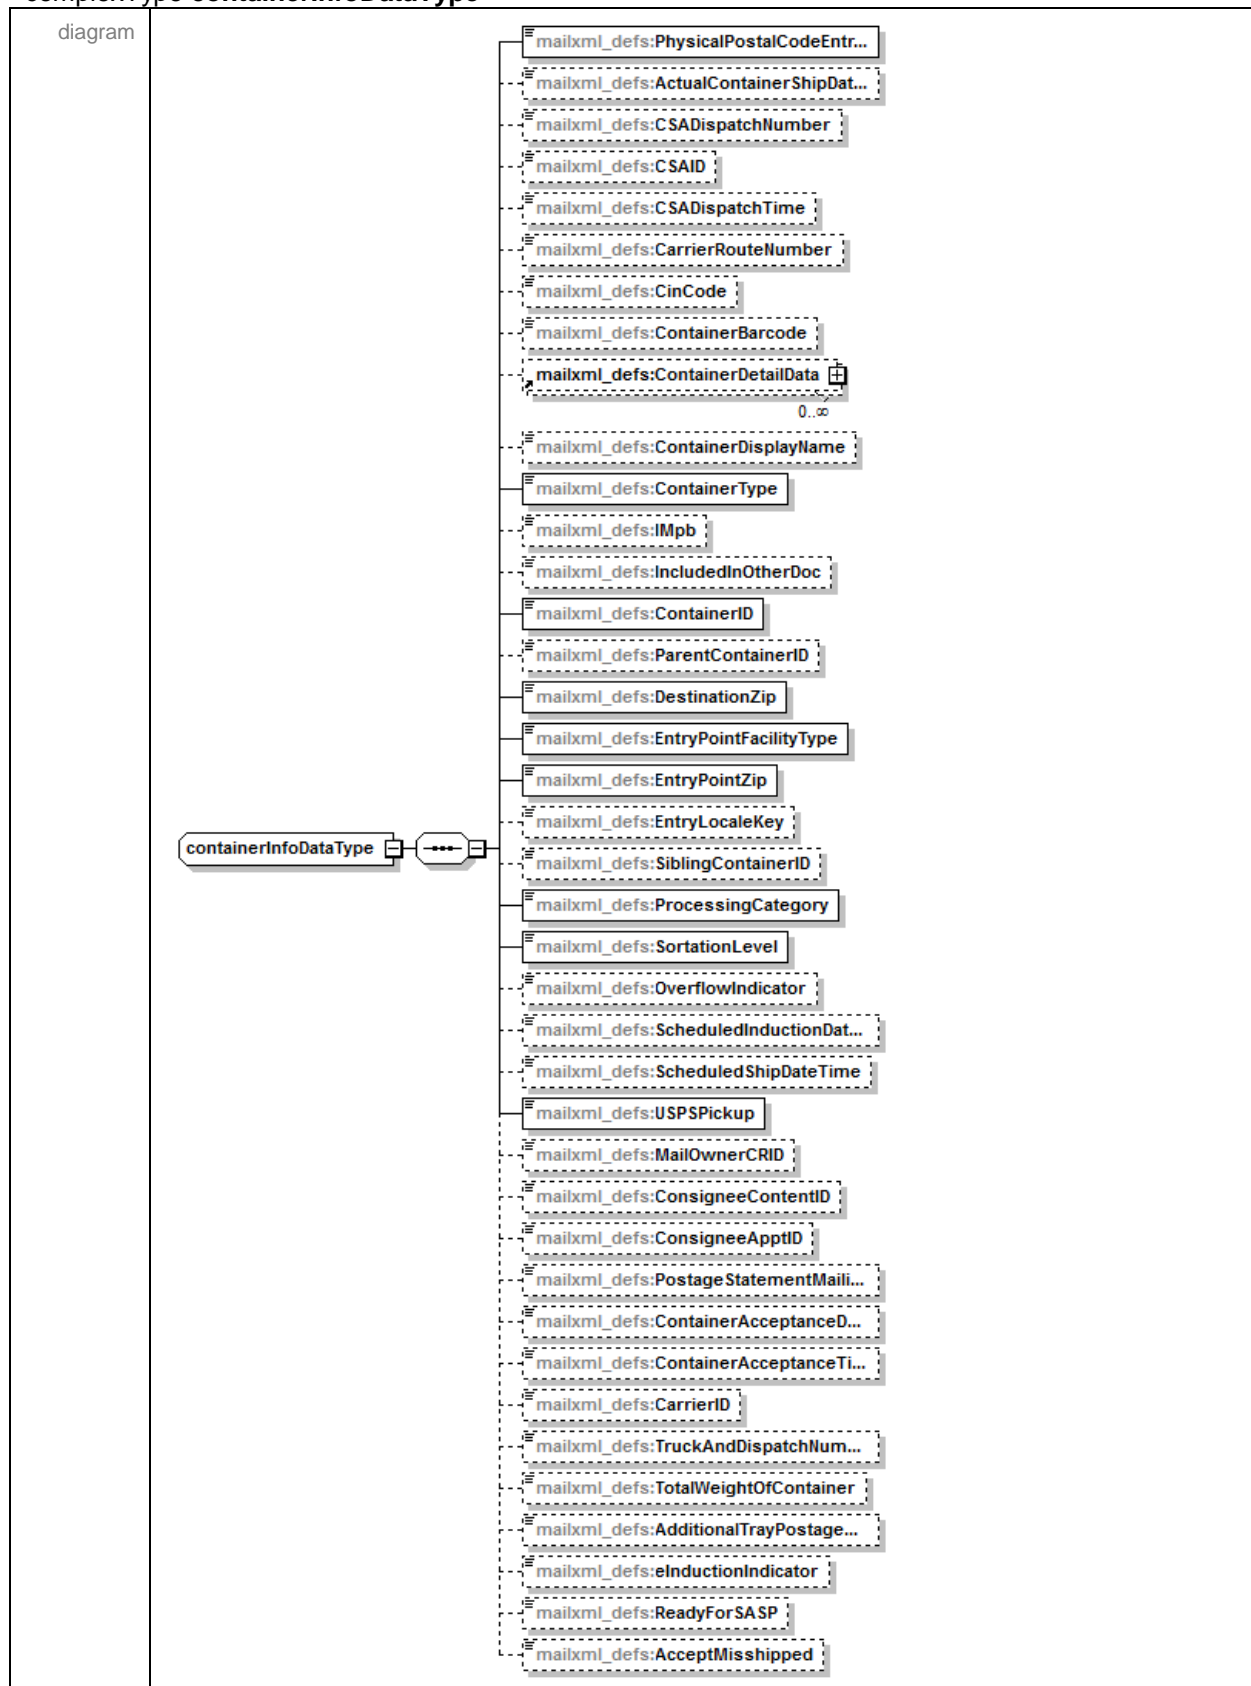 complexType containerInfoDataType
diagram
mailxml_defs:PhysicalPostalCodeEntr...
mailxml_defs:ActualContainerShipDat...
mailxml_defs:CSADispatchNumber
mailxml_defs:CSAID
mailxml_defs:CSADispatchTime
mailxml_defs:CarrierRouteNumber
mailxml_defs:CinCode
mailxml_defs:ContainerBarcode
mailxml_defs:ContainerDetailData
0..∞
mailxml_defs:ContainerDisplayName
mailxml_defs:ContainerType
mailxml_defs:IMpb
mailxml_defs:IncludedInOtherDoc
mailxml_defs:ContainerID
mailxml_defs:ParentContainerID
mailxml_defs:DestinationZip
mailxml_defs:EntryPointFacilityType
mailxml_defs:EntryPointZip
mailxml_defs:EntryLocaleKey
containerInfoDataType
mailxml_defs:SiblingContainerID
mailxml_defs:ProcessingCategory
mailxml_defs:SortationLevel
mailxml_defs:OverflowIndicator
mailxml_defs:ScheduledInductionDat...
mailxml_defs:ScheduledShipDateTime
mailxml_defs:USPSPickup
mailxml_defs:MailOwnerCRID
mailxml_defs:ConsigneeContentID
mailxml_defs:ConsigneeApptID
mailxml_defs:PostageStatementMaili...
mailxml_defs:ContainerAcceptanceD...
mailxml_defs:ContainerAcceptanceTi...
mailxml_defs:CarrierID
mailxml_defs:TruckAndDispatchNum...
mailxml_defs:TotalWeightOfContainer
mailxml_defs:AdditionalTrayPostage...
mailxml_defs:eInductionIndicator
mailxml_defs:ReadyForSASP
mailxml_defs:AcceptMisshipped